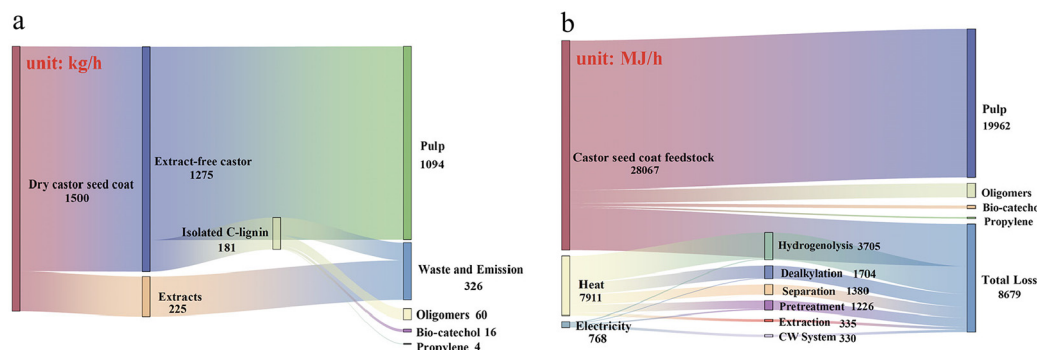 a
unit: kg/h
Dry castor seed coat
1500
Extract-free castor
1275
Isolated C-lignin
181
Extracts
225
Pulp
1094
Waste and Emission
326
Oligomers 60
Bio-catechol 16
Propylene 4
b
unit: MJ/h
Castor seed coat feedstock
28067
Heat
7911
Electricity
768
Hydrogenolysis 3705
Dealkylation 1704
Separation 1380
Pretreatment 1226
Extraction 335
CW System 330
Pulp
19962
Oligomers
Bio-catecho
Propylene
Total Loss
8679